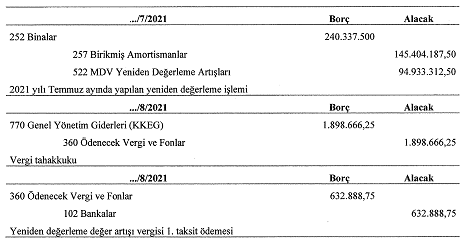 .../7/2021 Borç Alacak
252 Binalar 240.337.500
257 Birikmiş Amortismanlar 145.404.187,50
522 MDV Yeniden Değerleme Artışları 94.933.312,50
2021 yılı Temmuz ayında yapılan yeniden değerleme işlemi
.../8/2021 Borç Alacak
770 Genel Yönetim Giderleri (KKEG) 1.898.666,25
360 Ödenecek Vergi ve Fonlar 1.898.666,25
Vergi tahakkuku
.../8/2021 Borç Alacak
360 Ödenecek Vergi ve Fonlar 632.888,75
102 Bankalar 632.888,75
Yeniden değerleme değer artışı vergisi 1. taksit ödemesi